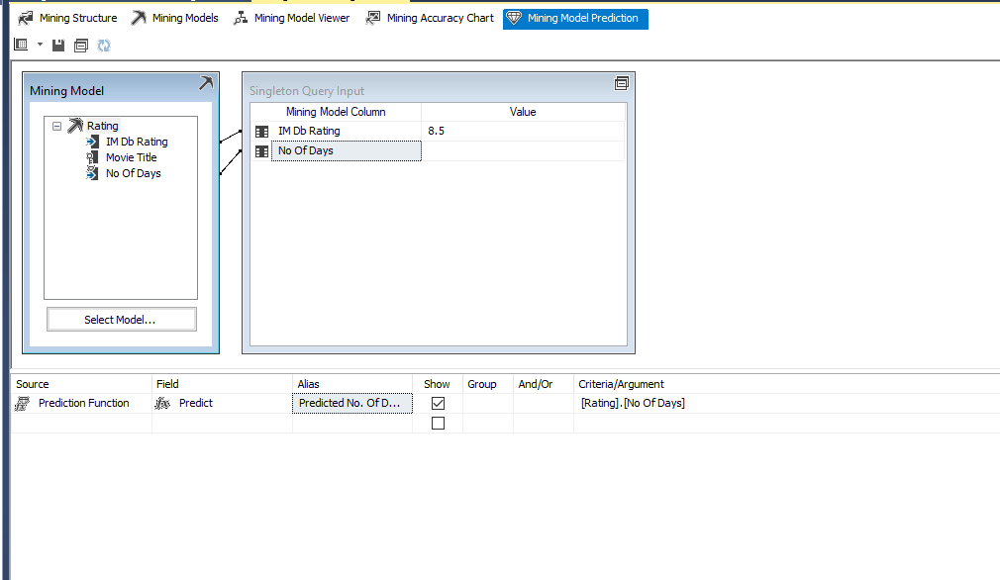 Mining Structure Mining Models Mining Model Viewer Mining Accuracy Chart Mining Model Prediction
Mining Model
Rating
IM Db Rating
Movie Title
No Of Days
Select Model...
Singleton Query Input
Mining Model Column Value
IM Db Rating 8.5
No Of Days
Source Field Alias Show Group And/Or Criteria/Argument
Prediction Function Predict Predicted No. Of D... [Rating].[No Of Days]